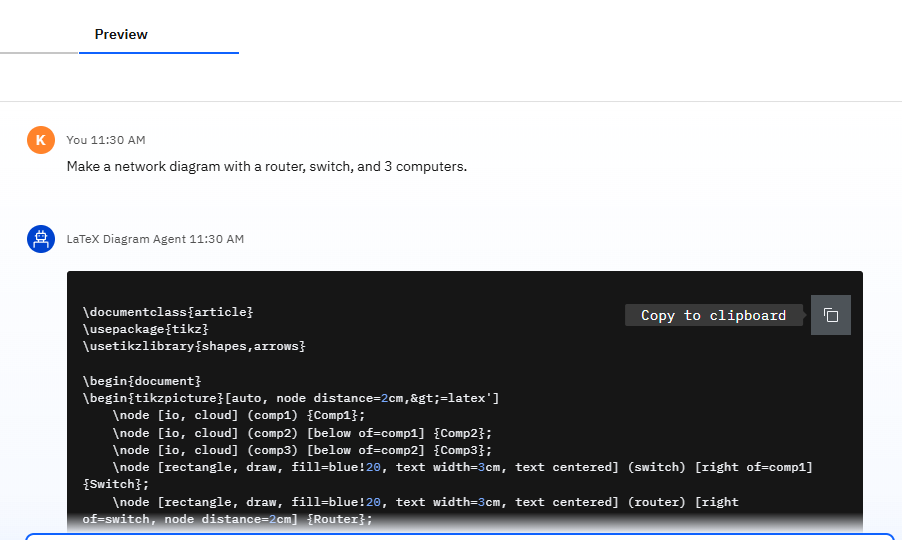 Preview
K
You 11:30 AM
Make a network diagram with a router, switch, and 3 computers.
LaTeX Diagram Agent 11:30 AM
Copy to clipboard
\documentclass{article}
\usepackage{tikz}
\usetikzlibrary{shapes,arrows}
\begin{document}
\begin{tikzpicture}[auto, node distance=2cm,&gt;=latex']
    \node [io, cloud] (comp1) {Comp1};
    \node [io, cloud] (comp2) [below of=comp1] {Comp2};
    \node [io, cloud] (comp3) [below of=comp2] {Comp3};
    \node [rectangle, draw, fill=blue!20, text width=3cm, text centered] (switch) [right of=comp1]
{Switch};
    \node [rectangle, draw, fill=blue!20, text width=3cm, text centered] (router) [right
of=switch, node distance=2cm] {Router};